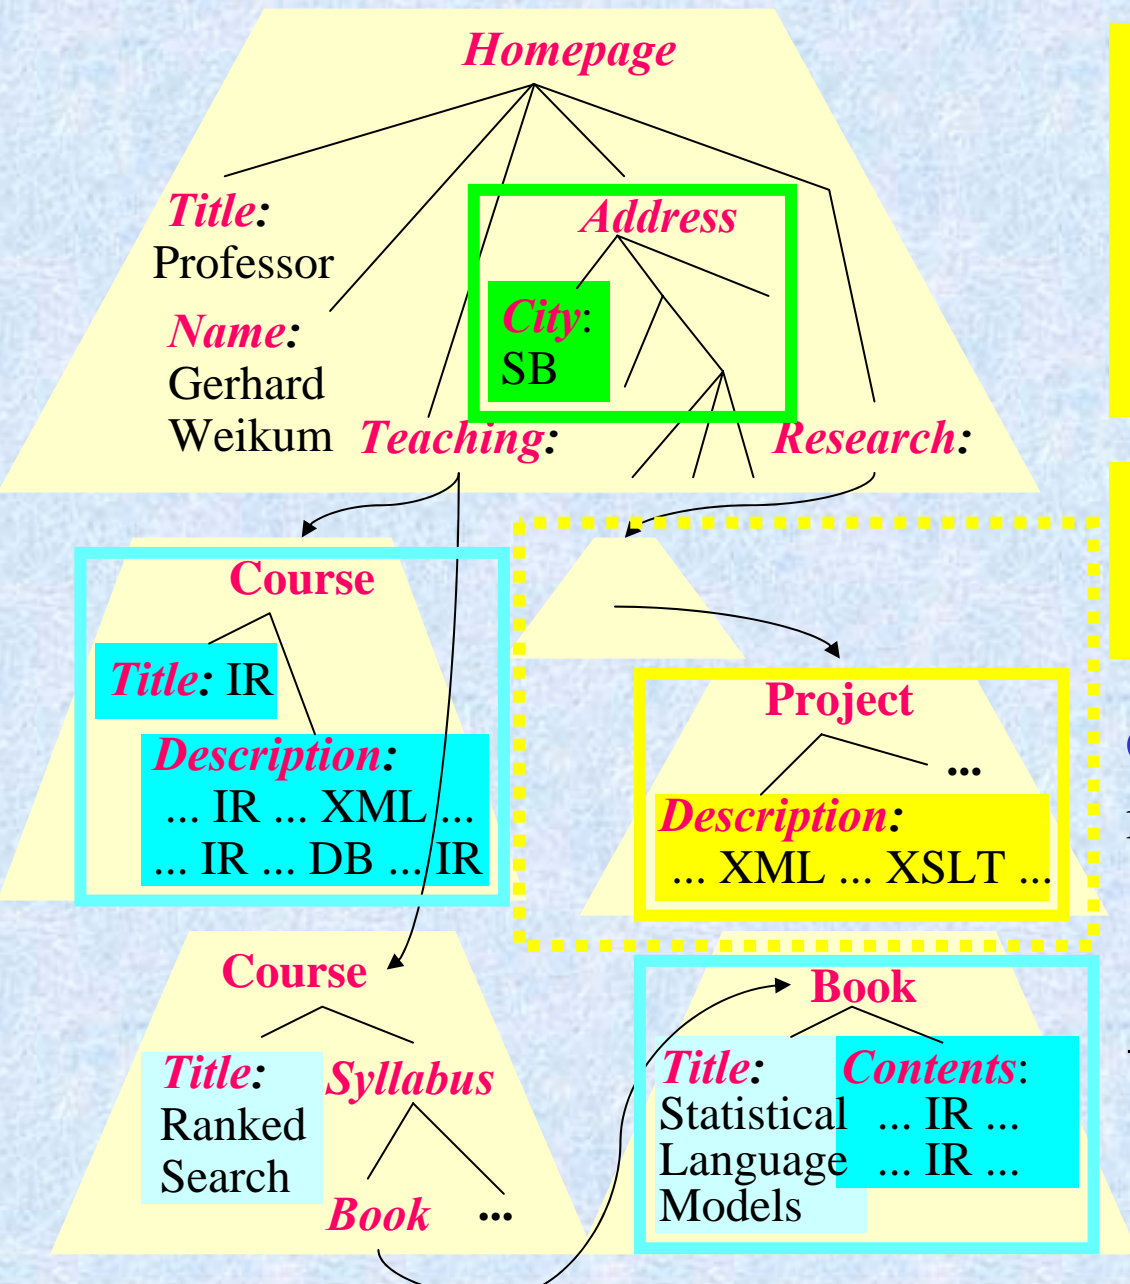 Homepage
Title:
Professor
Address
City:
SB
Name:
Gerhard
Weikum
Teaching:
Research:
Course
Title: IR
Description:
... IR ... XML ...
... IR ... DB ... IR
Project
...
Description:
... XML ... XSLT ...
Course
Title:
Ranked
Search
Syllabus
Book
...
Book
Title:
Statistical
Language
Models
Contents:
... IR ...
... IR ...